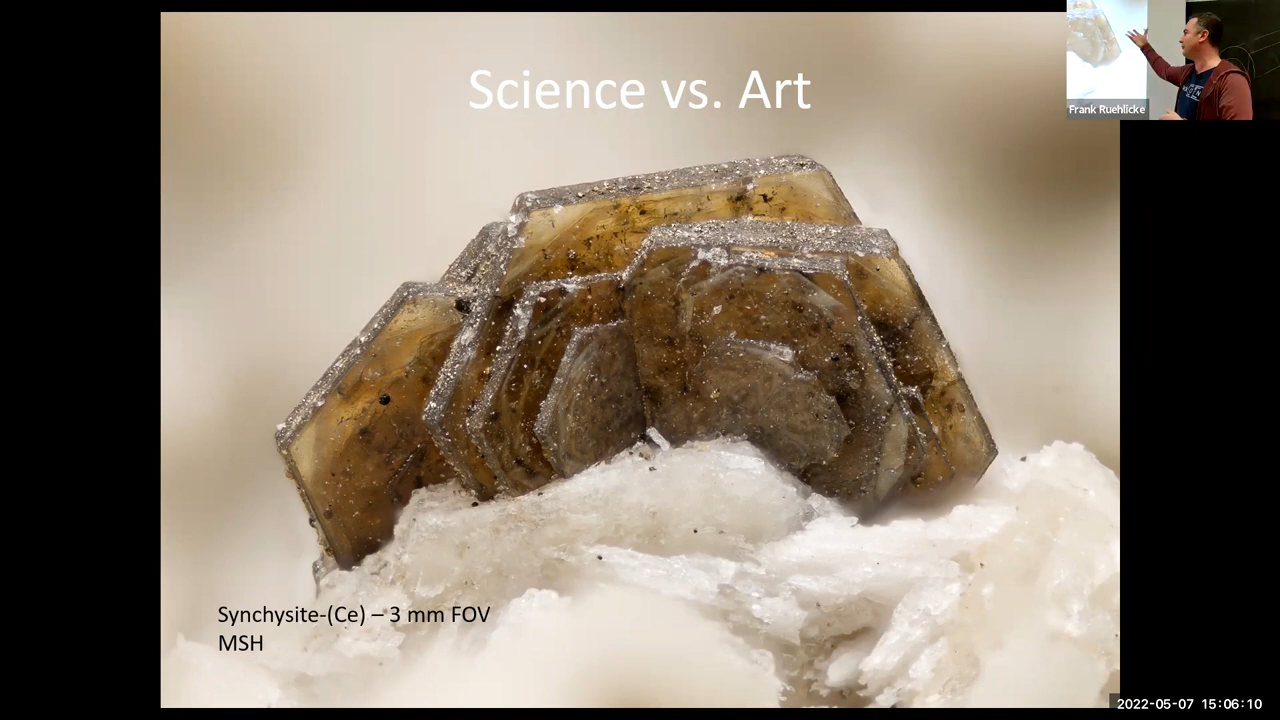 Science vs. Art
Frank Ruehlicke
Synchysite-(Ce) – 3 mm FOV
MSH
2022-05-07 15:06:10